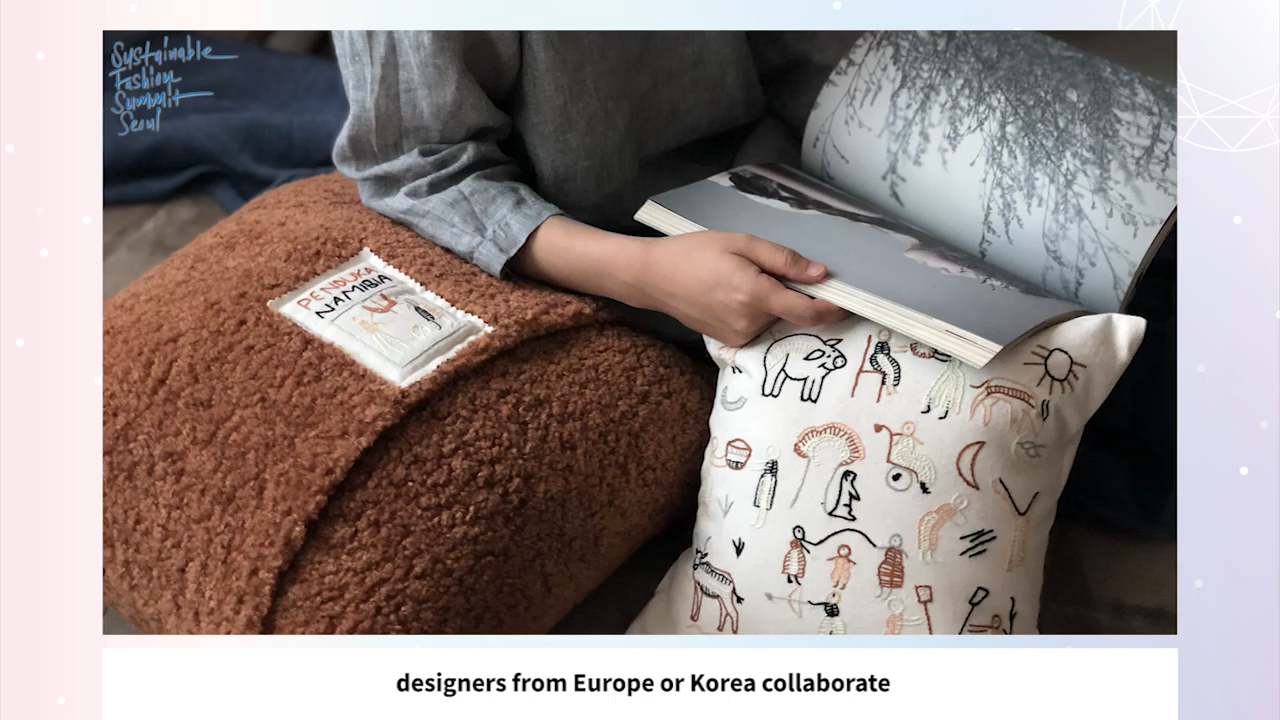 Sustainable
Fashion
Summit
Seoul
PENDUKA
NAMIBIA
designers from Europe or Korea collaborate